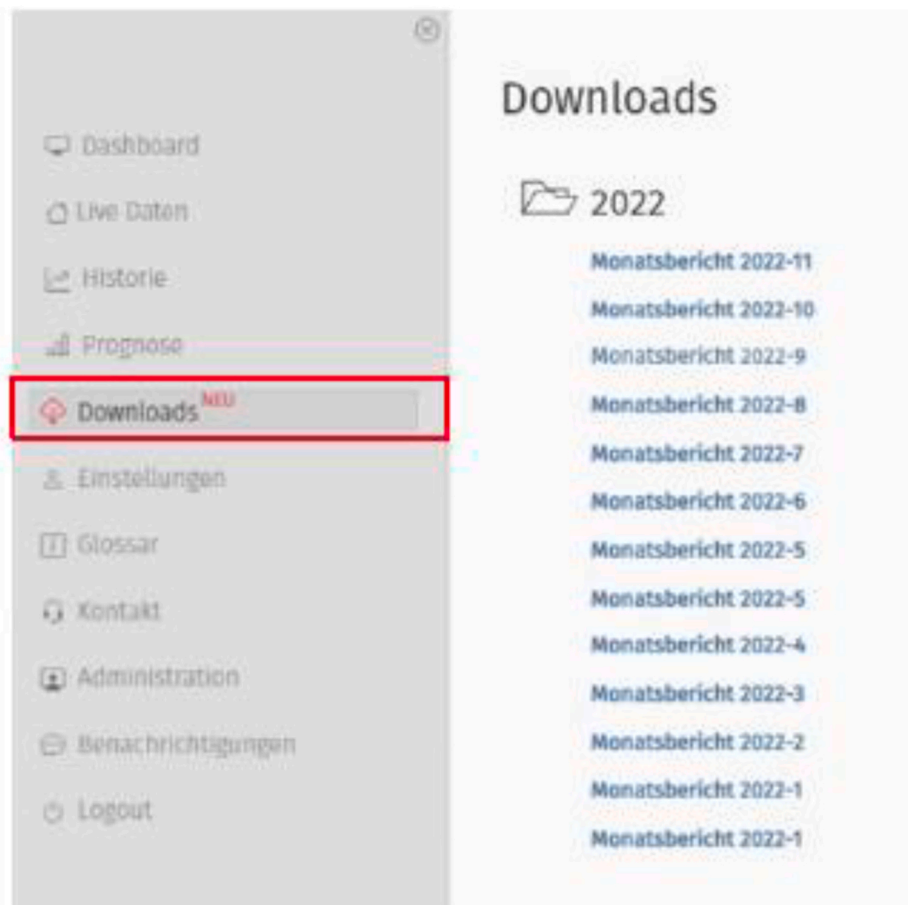 Dashboard
Live Daten
Historie
Prognose
Downloads NEU
Einstellungen
Glossar
Kontakt
Administration
Benachrichtigungen
Logout
Downloads
2022
Monatsbericht 2022-11
Monatsbericht 2022-10
Monatsbericht 2022-9
Monatsbericht 2022-8
Monatsbericht 2022-7
Monatsbericht 2022-6
Monatsbericht 2022-5
Monatsbericht 2022-5
Monatsbericht 2022-4
Monatsbericht 2022-3
Monatsbericht 2022-2
Monatsbericht 2022-1
Monatsbericht 2022-1